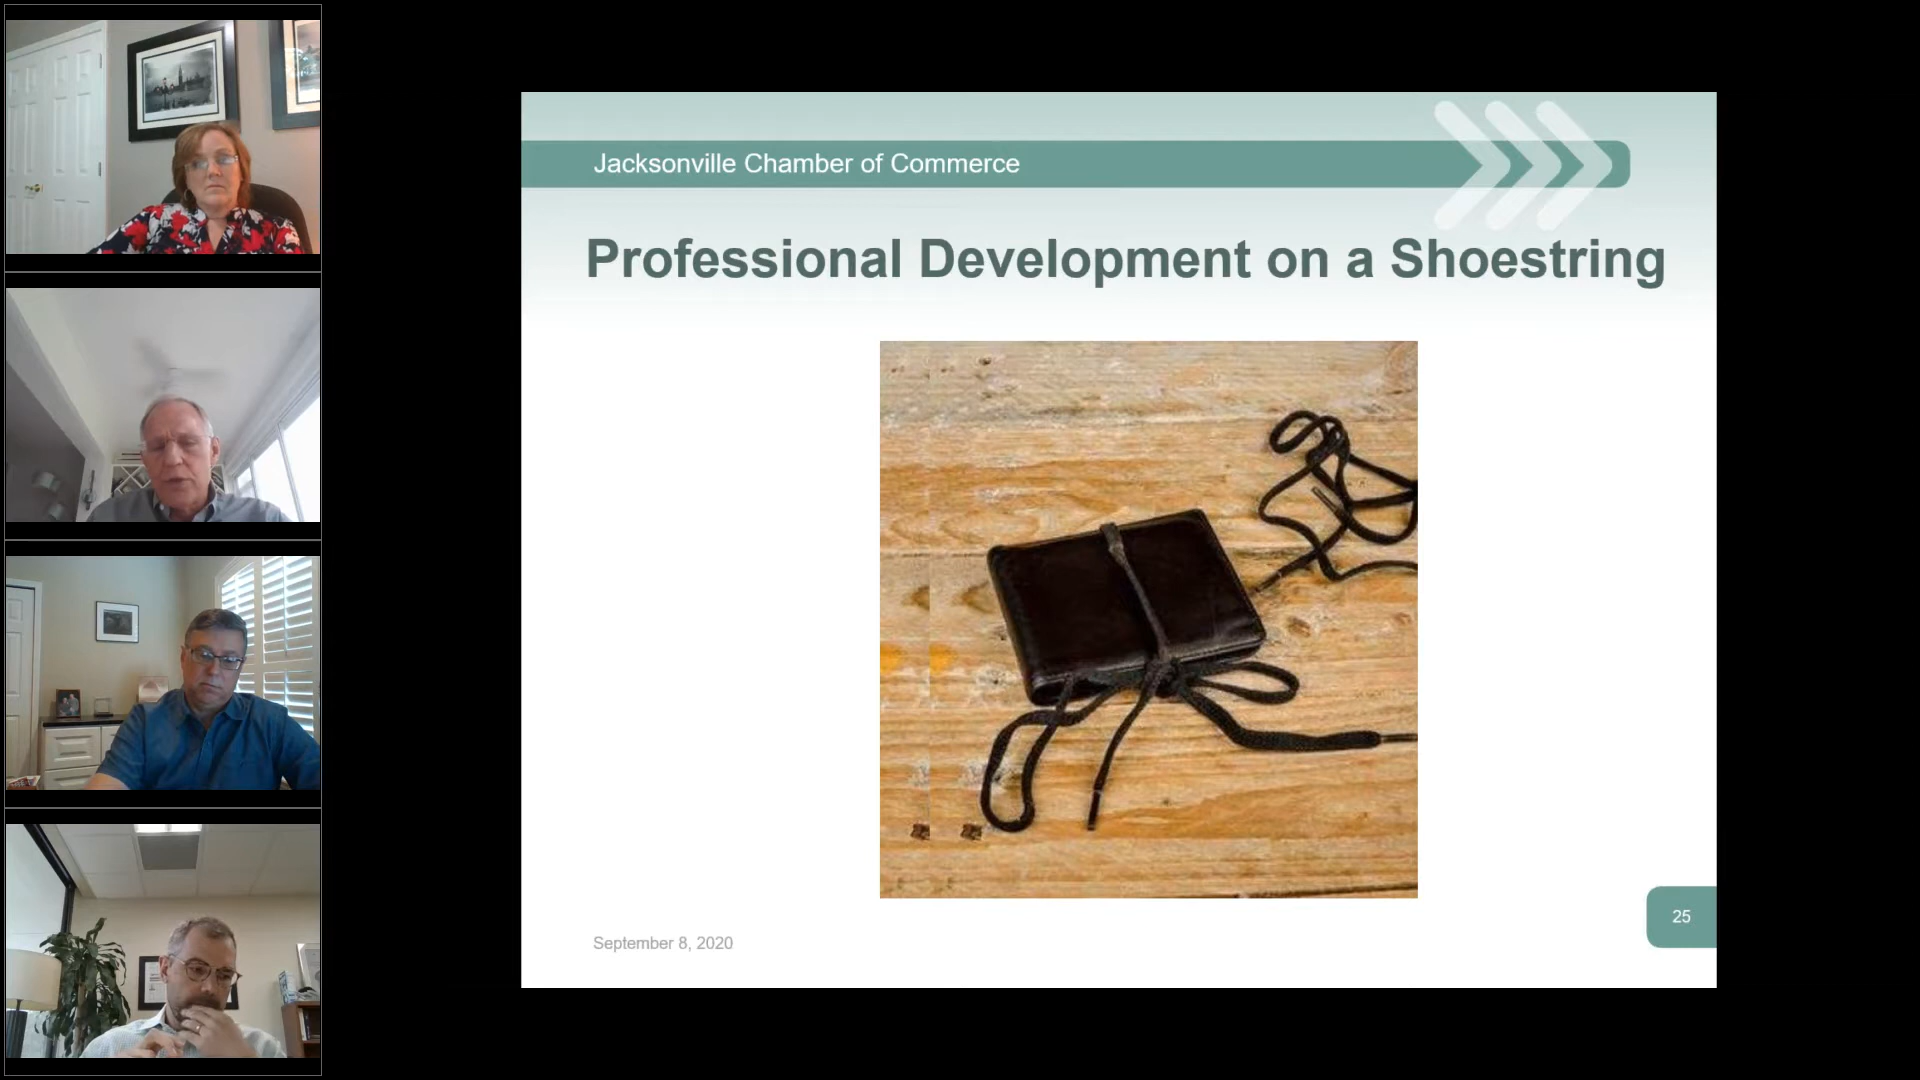 Jacksonville Chamber of Commerce
Professional Development on a Shoestring
September 8, 2020
25